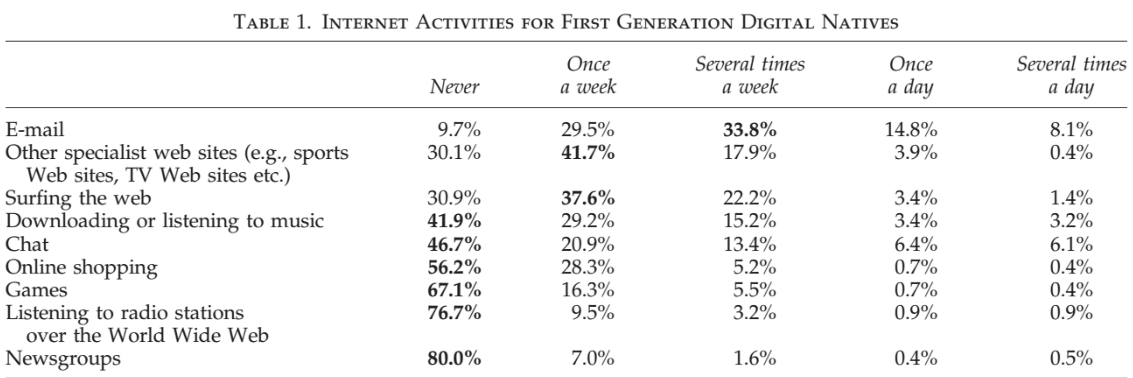 TABLE 1. INTERNET ACTIVITIES FOR FIRST GENERATION DIGITAL NATIVES
Never Once a week Several times a week Once a day Several times a day
E-mail 9.7% 29.5% 33.8% 14.8% 8.1%
Other specialist web sites (e.g., sports 30.1% 41.7% 17.9% 3.9% 0.4%
Web sites, TV Web sites etc.)
Surfing the web 30.9% 37.6% 22.2% 3.4% 1.4%
Downloading or listening to music 41.9% 29.2% 15.2% 3.4% 3.2%
Chat 46.7% 20.9% 13.4% 6.4% 6.1%
Online shopping 56.2% 28.3% 5.2% 0.7% 0.4%
Games 67.1% 16.3% 5.5% 0.7% 0.4%
Listening to radio stations 76.7% 9.5% 3.2% 0.9% 0.9%
over the World Wide Web
Newsgroups 80.0% 7.0% 1.6% 0.4% 0.5%